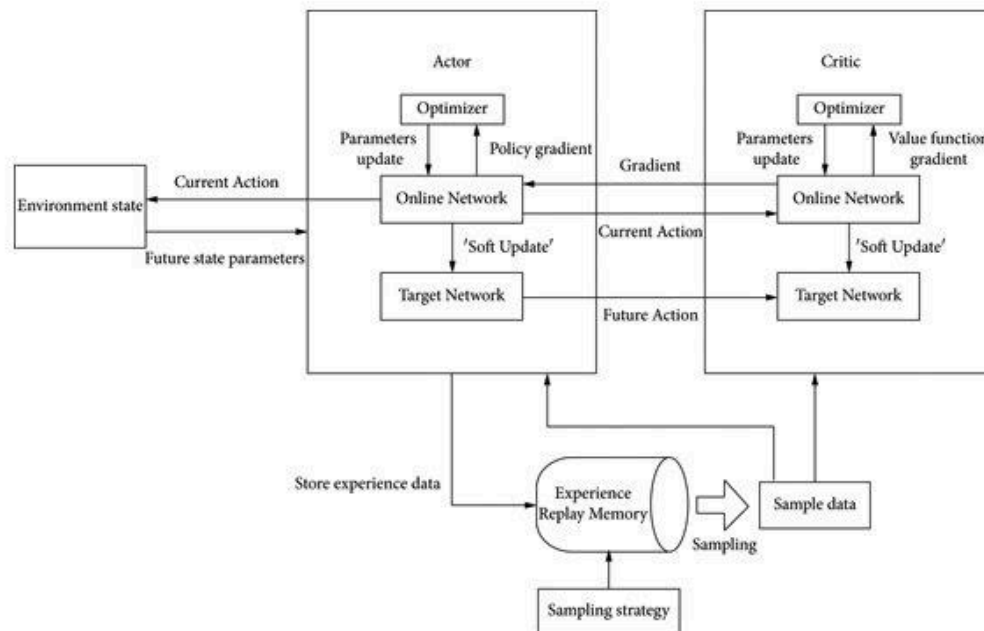 Actor
Critic
Optimizer
Optimizer
Parameters
update
Policy gradient
Parameters
update
Value function
gradient
Gradient
Current Action
Environment state
Online Network
Online Network
Current Action
'Soft Update'
'Soft Update'
Future state parameters
Target Network
Target Network
Future Action
Store experience data
Experience
Replay Memory
Sample data
Sampling
Sampling strategy